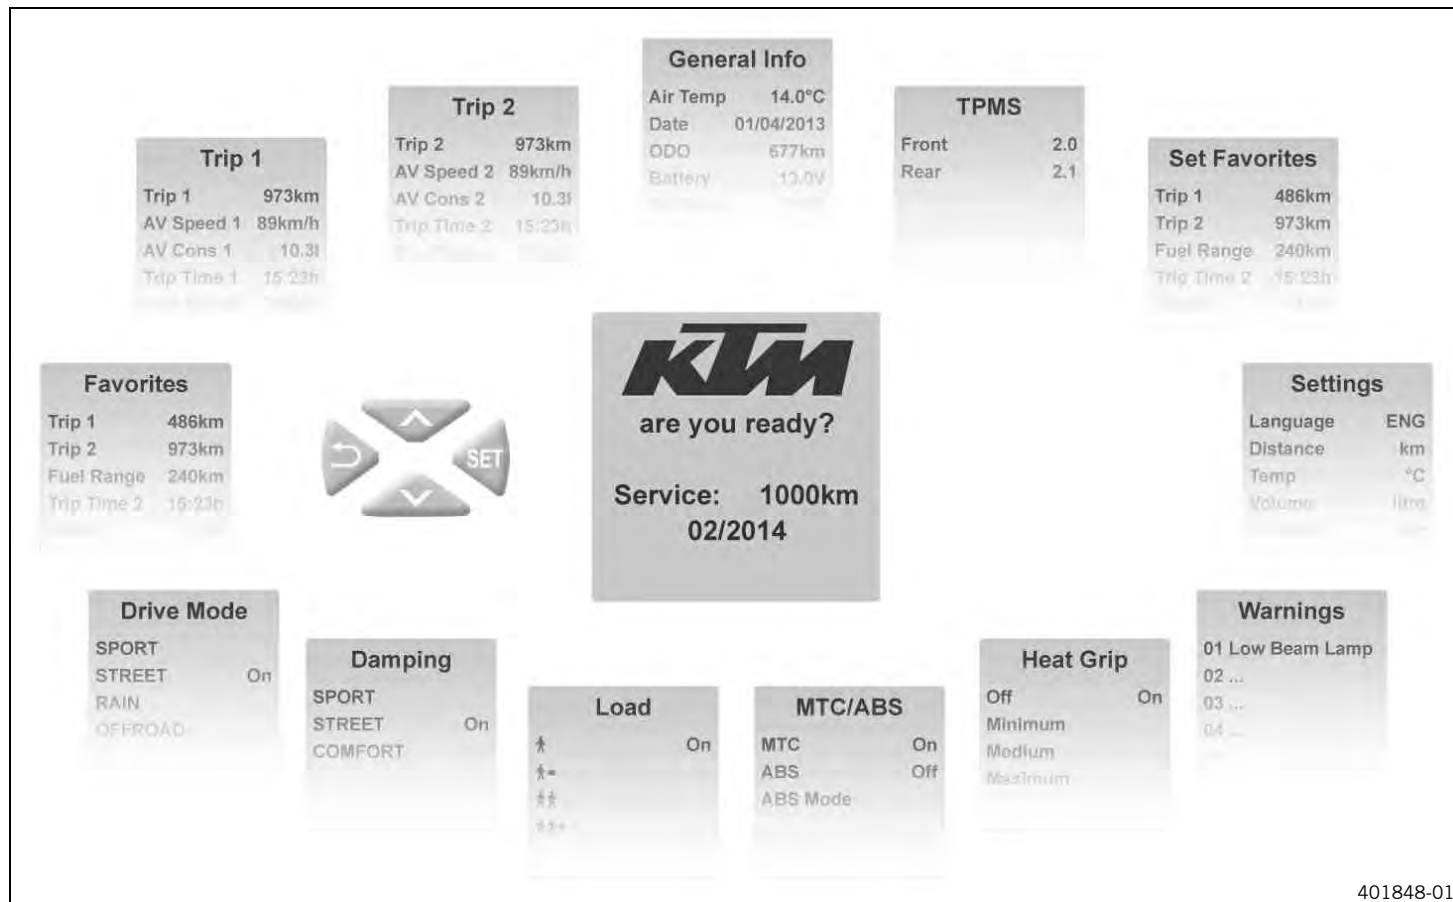 General Info
Air Temp 14.0°C
Date 01/04/2013
ODO 677km
Battery 13.0V
Trip 2
Trip 2 973km
AV Speed 2 89km/h
AV Cons 2 10.3l
Trip Time 2 15:23h
TPMS
Front 2.0
Rear 2.1
Trip 1
Trip 1 973km
AV Speed 1 89km/h
AV Cons 1 10.3l
Trip Time 1 15:23h
Set Favorites
Trip 1 486km
Trip 2 973km
Fuel Range 240km
Trip Time 2 15:23h
KTM
are you ready?
Service: 1000km
02/2014
Favorites
Trip 1 486km
Trip 2 973km
Fuel Range 240km
Trip Time 2 15:23h
SET
Settings
Language ENG
Distance km
Temp °C
Volume litre
Drive Mode
SPORT
STREET On
RAIN
OFFROAD
Damping
SPORT
STREET On
COMFORT
Load
On
MTC/ABS
MTC On
ABS Off
ABS Mode
Heat Grip
Off On
Minimum
Medium
Maximum
Warnings
01 Low Beam Lamp
02 ...
03 ...
04 ...
401848-01